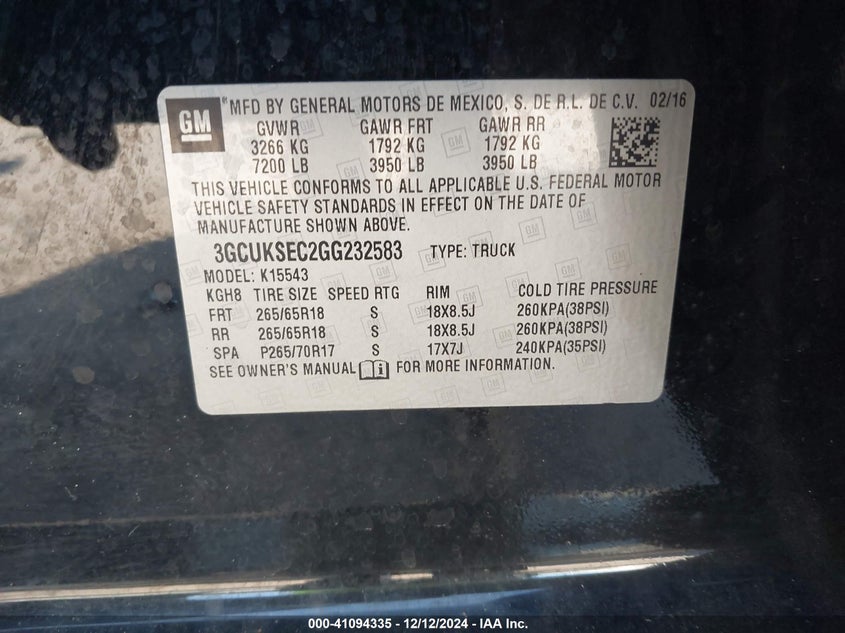 GM
*MFD BY GENERAL MOTORS DE MEXICO, S. DE R.L. DE C.V. 02/16
GVWR GAWR FRT GAWR RR
3266 KG 1792 KG 1792 KG
7200 LB 3950 LB 3950 LB
THIS VEHICLE CONFORMS TO ALL APPLICABLE U.S. FEDERAL MOTOR
VEHICLE SAFETY STANDARDS IN EFFECT ON THE DATE OF
MANUFACTURE SHOWN ABOVE.
3GCUKSEC2GG232583 TYPE: TRUCK
MODEL: K15543
KGH8 TIRE SIZE SPEED RTG RIM COLD TIRE PRESSURE
FRT 265/65R18 S 18X8.5J 260KPA(38PSI)
RR 265/65R18 S 18X8.5J 260KPA(38PSI)
SPA P265/70R17 S 17X7J 240KPA(35PSI)
SEE OWNER'S MANUAL FOR MORE INFORMATION.
000-41094335 - 12/12/2024 - IAA Inc.